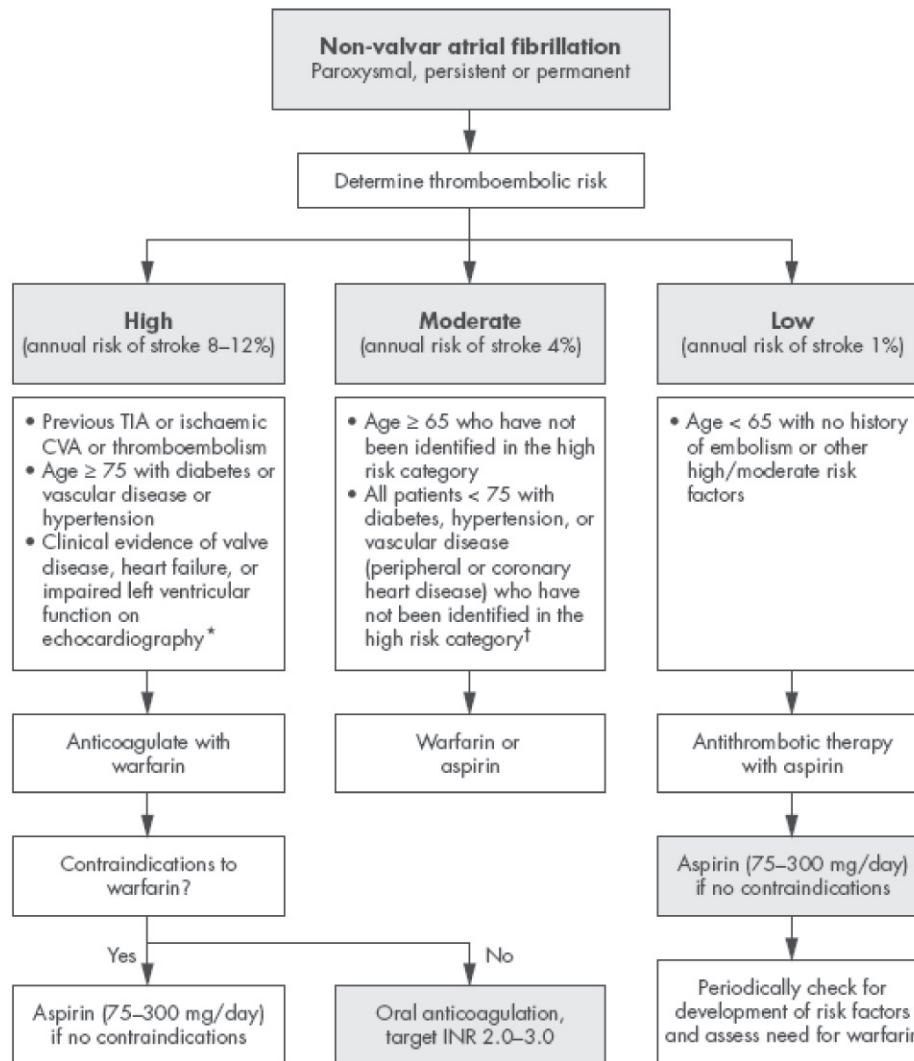 Non-valvar atrial fibrillation
Paroxysmal, persistent or permanent
Determine thromboembolic risk
High
(annual risk of stroke 8–12%)
Moderate
(annual risk of stroke 4%)
Low
(annual risk of stroke 1%)
• Previous TIA or ischaemic
CVA or thromboembolism
• Age ≥ 75 with diabetes or
vascular disease or
hypertension
• Clinical evidence of valve
disease, heart failure, or
impaired left ventricular
function on
echocardiography*
• Age ≥ 65 who have not
been identified in the high
risk category
• All patients < 75 with
diabetes, hypertension, or
vascular disease
(peripheral or coronary
heart disease) who have
not been identified in the
high risk category†
• Age < 65 with no history
of embolism or other
high/moderate risk
factors
Anticoagulate with
warfarin
Warfarin or
aspirin
Antithrombotic therapy
with aspirin
Contraindications to
warfarin?
Aspirin (75–300 mg/day)
if no contraindications
Yes
No
Aspirin (75–300 mg/day)
if no contraindications
Oral anticoagulation,
target INR 2.0–3.0
Periodically check for
development of risk factors
and assess need for warfarin